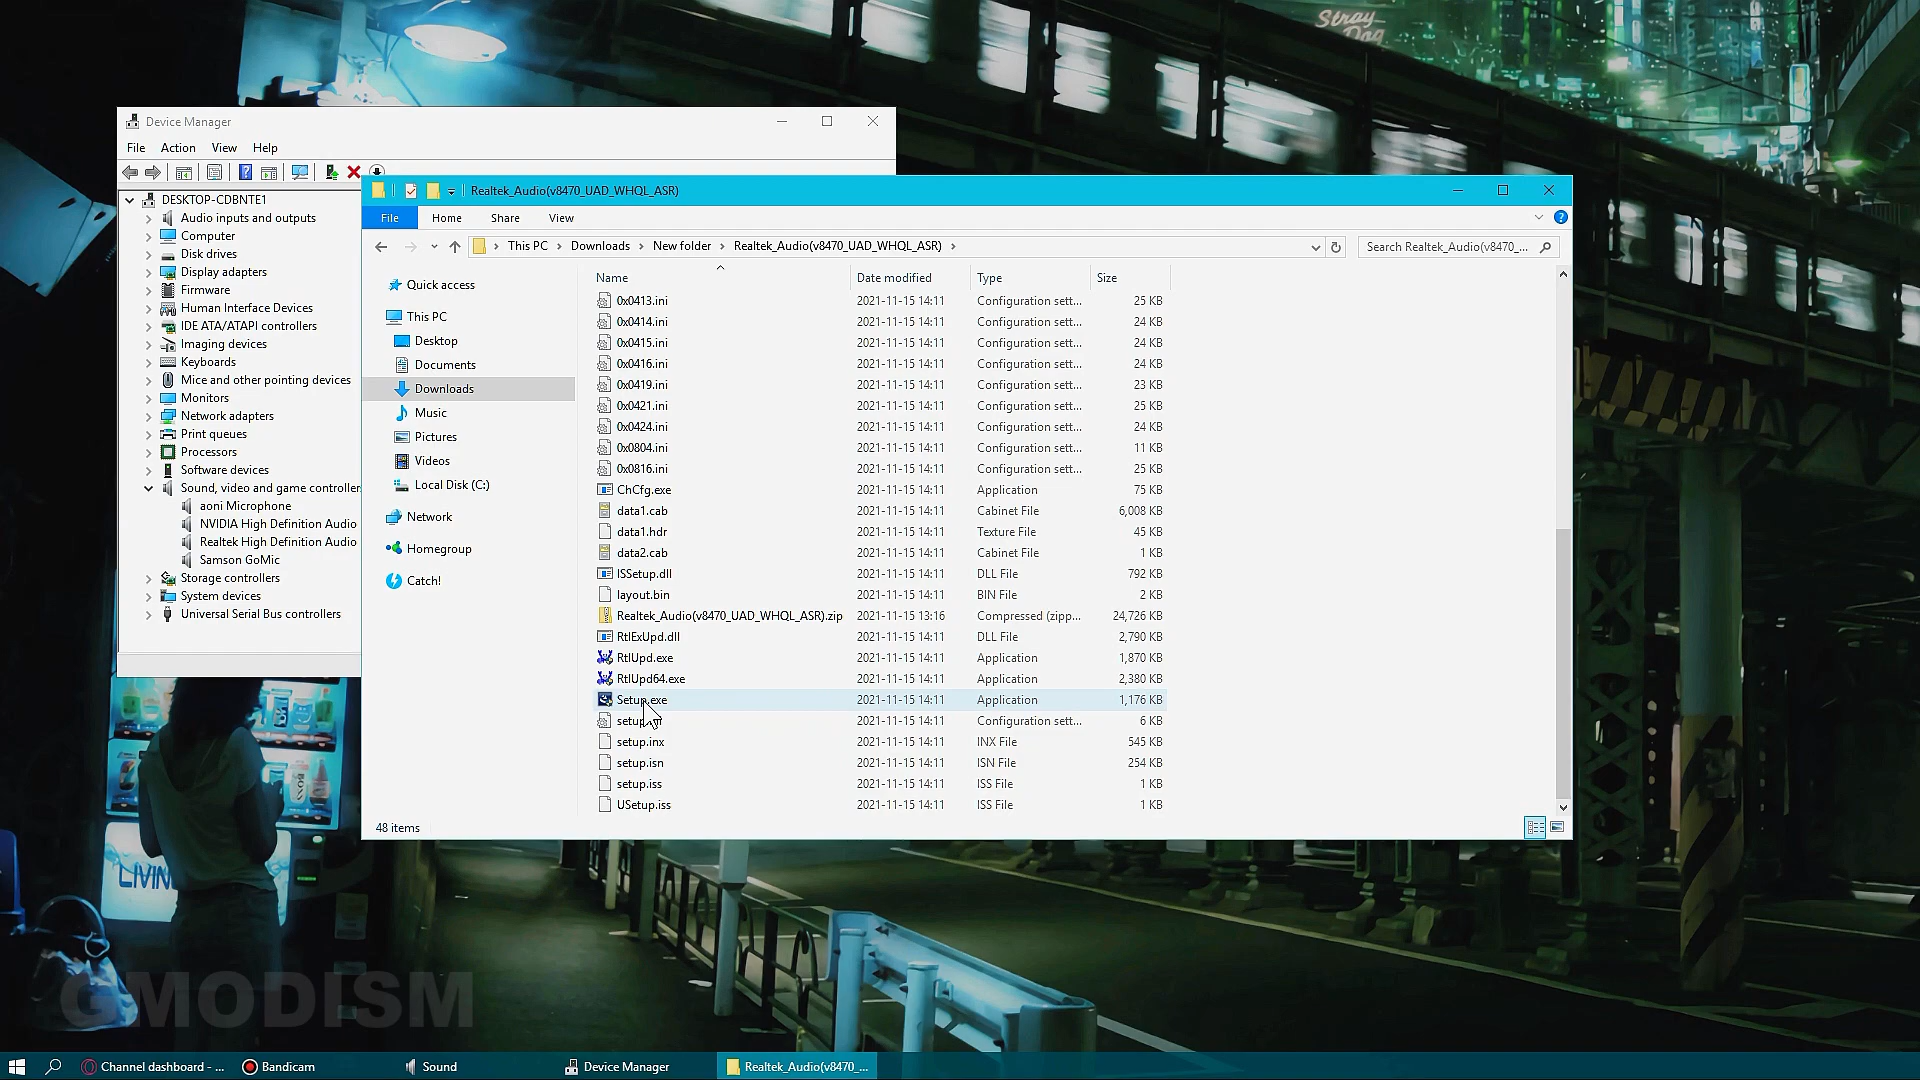 Stray
Dog
Device Manager
File Action View Help
DESKTOP-CDBNTE1
Audio inputs and outputs
Computer
Disk drives
Display adapters
Firmware
Human Interface Devices
IDE ATA/ATAPI controllers
Imaging devices
Keyboards
Mice and other pointing devices
Monitors
Network adapters
Print queues
Processors
Software devices
Sound, video and game controller
aoni Microphone
NVIDIA High Definition Audio
Realtek High Definition Audio
Samson GoMic
Storage controllers
System devices
Universal Serial Bus controllers
Realtek_Audio(v8470_UAD_WHQL_ASR)
File Home Share View
This PC Downloads New folder Realtek_Audio(v8470_UAD_WHQL_ASR)
Search Realtek_Audio(v8470_...
Quick access
This PC
Desktop
Documents
Downloads
Music
Pictures
Videos
Local Disk (C:)
Network
Homegroup
Catch!
Name Date modified Type Size
0x0413.ini 2021-11-15 14:11 Configuration sett... 25 KB
0x0414.ini 2021-11-15 14:11 Configuration sett... 24 KB
0x0415.ini 2021-11-15 14:11 Configuration sett... 24 KB
0x0416.ini 2021-11-15 14:11 Configuration sett... 24 KB
0x0419.ini 2021-11-15 14:11 Configuration sett... 23 KB
0x0421.ini 2021-11-15 14:11 Configuration sett... 25 KB
0x0424.ini 2021-11-15 14:11 Configuration sett... 24 KB
0x0804.ini 2021-11-15 14:11 Configuration sett... 11 KB
0x0816.ini 2021-11-15 14:11 Configuration sett... 25 KB
ChCfg.exe 2021-11-15 14:11 Application 75 KB
data1.cab 2021-11-15 14:11 Cabinet File 6,008 KB
data1.hdr 2021-11-15 14:11 Texture File 45 KB
data2.cab 2021-11-15 14:11 Cabinet File 1 KB
ISSetup.dll 2021-11-15 14:11 DLL File 792 KB
layout.bin 2021-11-15 14:11 BIN File 2 KB
Realtek_Audio(v8470_UAD_WHQL_ASR).zip 2021-11-15 13:16 Compressed (zipp... 24,726 KB
RtlExUpd.dll 2021-11-15 14:11 DLL File 2,790 KB
RtlUpd.exe 2021-11-15 14:11 Application 1,870 KB
RtlUpd64.exe 2021-11-15 14:11 Application 2,380 KB
Setup.exe 2021-11-15 14:11 Application 1,176 KB
2021-11-15 14:11 Configuration sett... 6 KB
setup.inx 2021-11-15 14:11 INX File 545 KB
setup.isn 2021-11-15 14:11 ISN File 254 KB
setup.iss 2021-11-15 14:11 ISS File 1 KB
USetup.iss 2021-11-15 14:11 ISS File 1 KB
48 items
BOSS
LIVIN
GMODISM
Channel dashboard - ... Bandicam Sound Device Manager Realtek_Audio(v8470_...